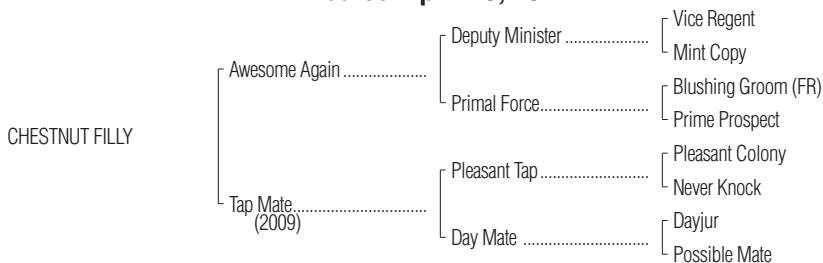 Vice Regent
Deputy Minister
Mint Copy
Awesome Again
Blushing Groom (FR)
Primal Force
Prime Prospect
CHESTNUT FILLY
Pleasant Colony
Pleasant Tap
Never Knock
Tap Mate
(2009)
Dayjur
Day Mate
Possible Mate